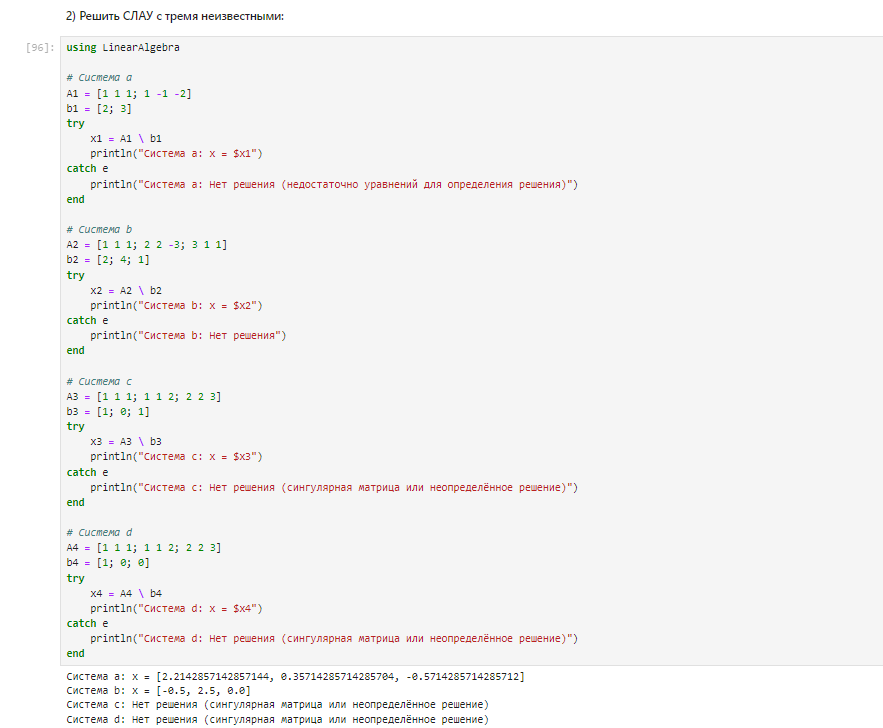 2) Решить СЛАУ с тремя неизвестными:
[96]: using LinearAlgebra
# Система a
A1 = [1 1 1; 1 -1 -2]
b1 = [2; 3]
try
    x1 = A1 \ b1
    println("Система a: x = $x1")
catch e
    println("Система a: Нет решения (недостаточно уравнений для определения решения)")
end
# Система b
A2 = [1 1 1; 2 2 -3; 3 1 1]
b2 = [2; 4; 1]
try
    x2 = A2 \ b2
    println("Система b: x = $x2")
catch e
    println("Система b: Нет решения")
end
# Система c
A3 = [1 1 1; 1 1 2; 2 2 3]
b3 = [1; 0; 1]
try
    x3 = A3 \ b3
    println("Система c: x = $x3")
catch e
    println("Система c: Нет решения (сингулярная матрица или неопределённое решение)")
end
# Система d
A4 = [1 1 1; 1 1 2; 2 2 3]
b4 = [1; 0; 0]
try
    x4 = A4 \ b4
    println("Система d: x = $x4")
catch e
    println("Система d: Нет решения (сингулярная матрица или неопределённое решение)")
end
Система a: x = [2.2142857142857144, 0.35714285714285704, -0.5714285714285712]
Система b: x = [-0.5, 2.5, 0.0]
Система c: Нет решения (сингулярная матрица или неопределённое решение)
Система d: Нет решения (сингулярная матрица или неопределённое решение)